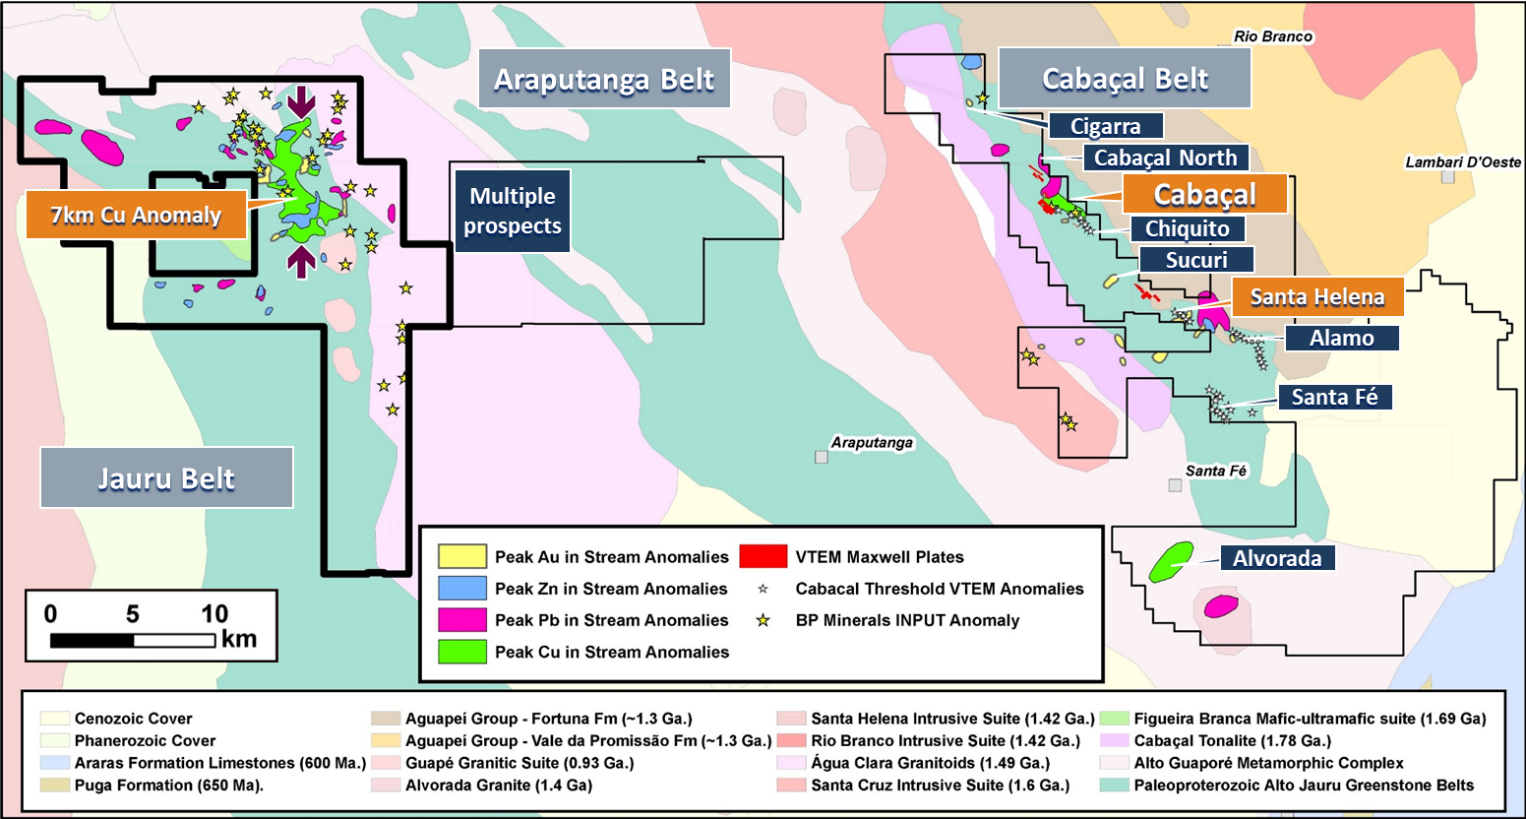 Rio Branco
Araputanga Belt
Cabaçal Belt
Cigarra
Cabaçal North
Lambari D'Oeste
Cabaçal
Multiple
prospects
7km Cu Anomaly
Chiquito
Sucuri
Santa Helena
Alamo
Santa Fé
Araputanga
Santa Fé
Jauru Belt
Alvorada
Peak Au in Stream Anomalies
Peak Zn in Stream Anomalies
Peak Pb in Stream Anomalies
Peak Cu in Stream Anomalies
VTEM Maxwell Plates
Cabacal Threshold VTEM Anomalies
BP Minerals INPUT Anomaly
0 5 10
km
Cenozoic Cover
Phanerozoic Cover
Araras Formation Limestones (600 Ma.)
Puga Formation (650 Ma).
Aguapeí Group - Fortuna Fm (~1.3 Ga.)
Aguapeí Group - Vale da Promissão Fm (~1.3 Ga.)
Guapé Granitic Suite (0.93 Ga.)
Alvorada Granite (1.4 Ga)
Santa Helena Intrusive Suite (1.42 Ga.)
Rio Branco Intrusive Suite (1.42 Ga.)
Água Clara Granitoids (1.49 Ga.)
Santa Cruz Intrusive Suite (1.6 Ga.)
Figueira Branca Mafic-ultramafic suite (1.69 Ga)
Cabaçal Tonalite (1.78 Ga.)
Alto Guaporé Metamorphic Complex
Paleoproterozoic Alto Jauru Greenstone Belts